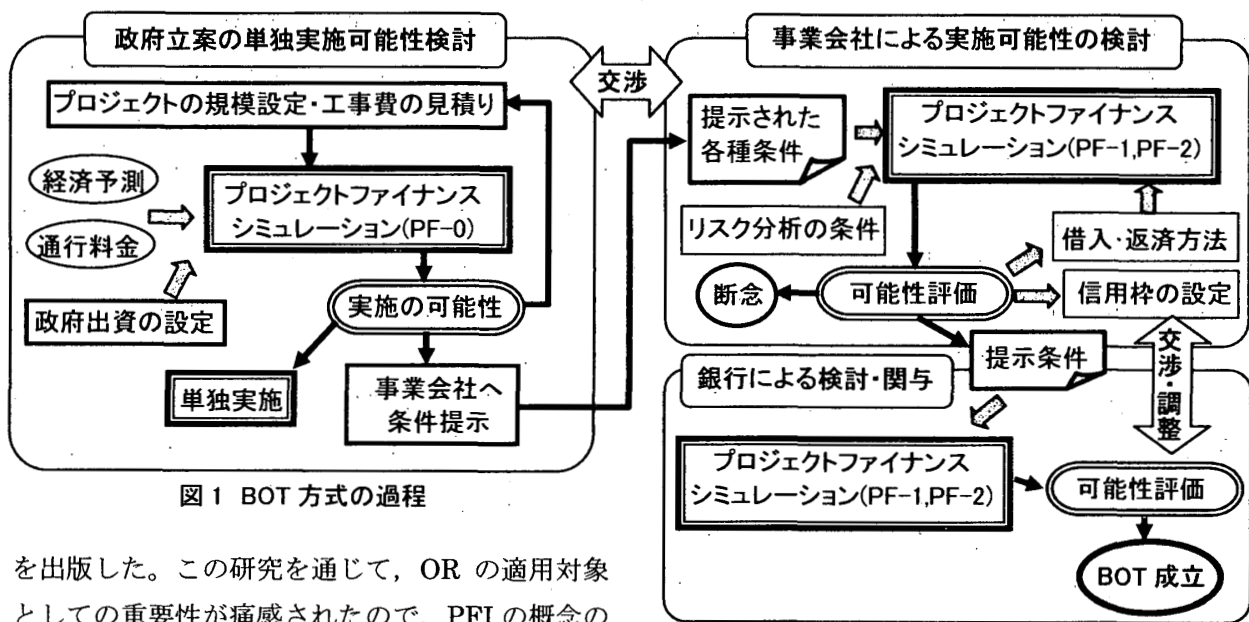 政府立案の単独実施可能性検討
プロジェクトの規模設定・工事費の見積り
経済予測
通行料金
プロジェクトファイナンス
シミュレーション(PF-0)
政府出資の設定
実施の可能性
単独実施
事業会社へ
条件提示
図1 BOT 方式の過程
交渉
事業会社による実施可能性の検討
提示された
各種条件
プロジェクトファイナンス
シミュレーション(PF-1,PF-2)
リスク分析の条件
借入・返済方法
断念
可能性評価
信用枠の設定
提示条件
交渉・調整
銀行による検討・関与
プロジェクトファイナンス
シミュレーション(PF-1,PF-2)
可能性評価
BOT 成立
を出版した。この研究を通じて，OR の適用対象
としての重要性が痛感されたので，PFI の概念の